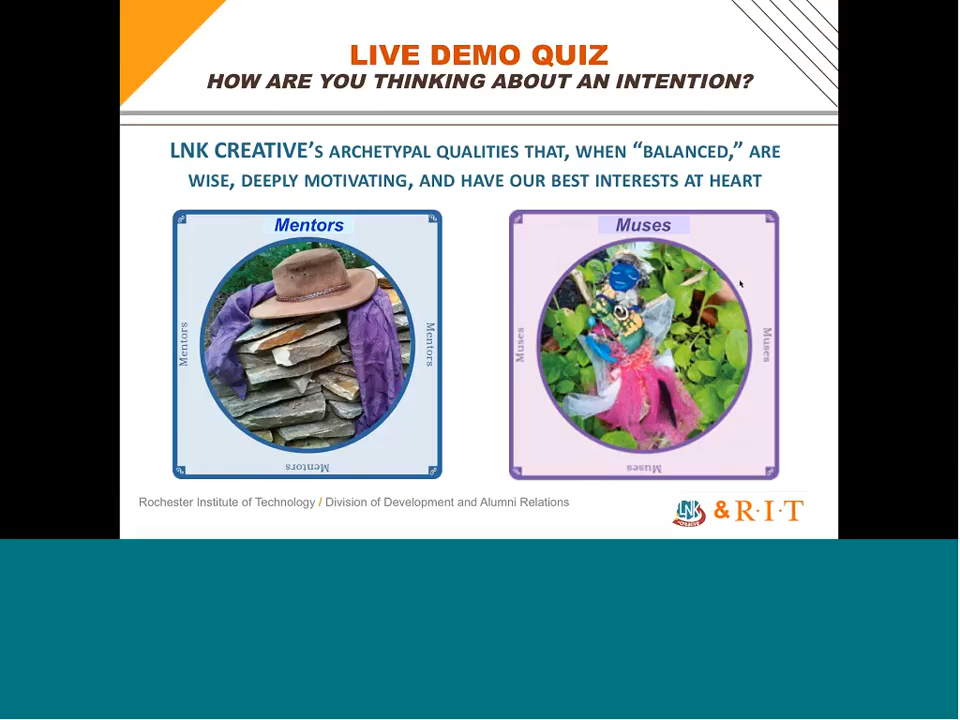 LIVE DEMO QUIZ
HOW ARE YOU THINKING ABOUT AN INTENTION?
LNK CREATIVE'S ARCHETYPAL QUALITIES THAT, WHEN “BALANCED,” ARE
WISE, DEEPLY MOTIVATING, AND HAVE OUR BEST INTERESTS AT HEART
Mentors
Mentors
Mentors
Mentors
Muses
Muses
Muses
Muses
Rochester Institute of Technology / Division of Development and Alumni Relations
LNK
& R·I·T